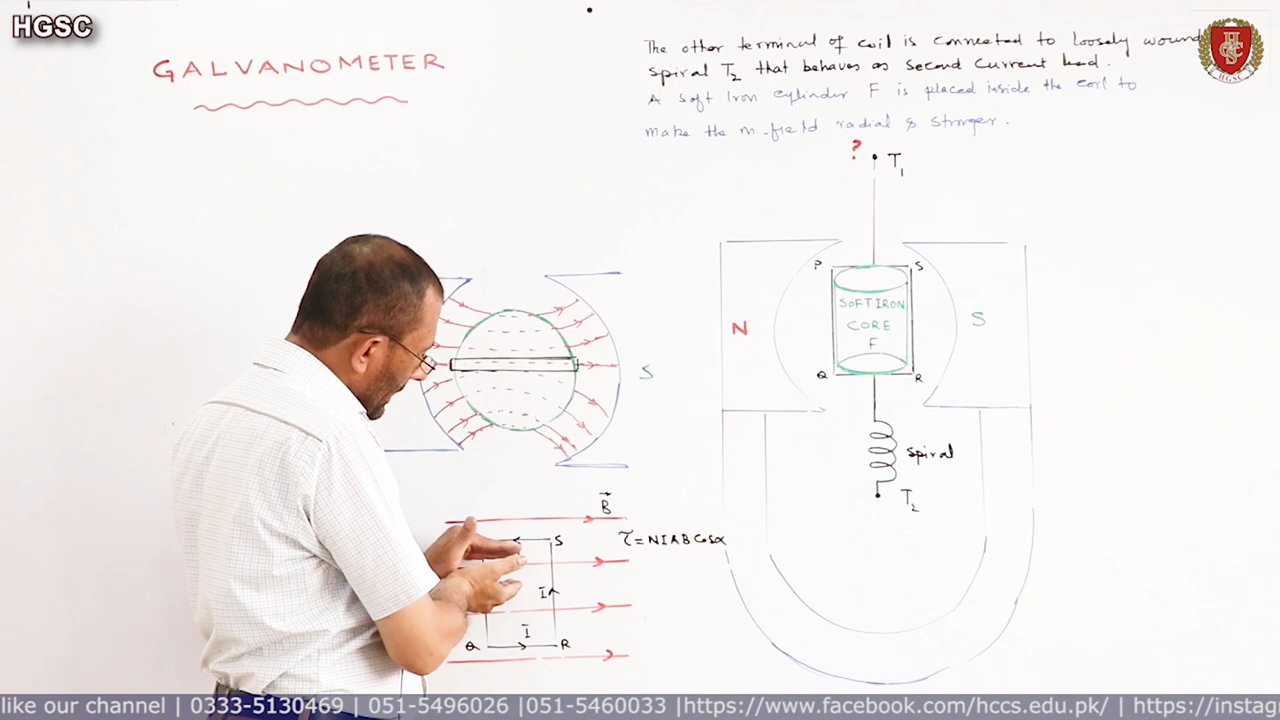 HGSC
GALVANOMETER
The other terminal of coil is connected to loosely wound
spiral T2 that behaves as second current lead.
A soft Iron cylinder F is placed inside the coil to
make the m.field radial & stronger.
HGSC
? T1
P S
SOFT IRON
CORE
F
N S
Q R
spiral
T2
S
B
S
τ = NIAB Cosα
I
I
Q R
like our channel | 0333-5130469 | 051-5496026 |051-5460033 |https://www.facebook.com/hccs.edu.pk/ | https://instag